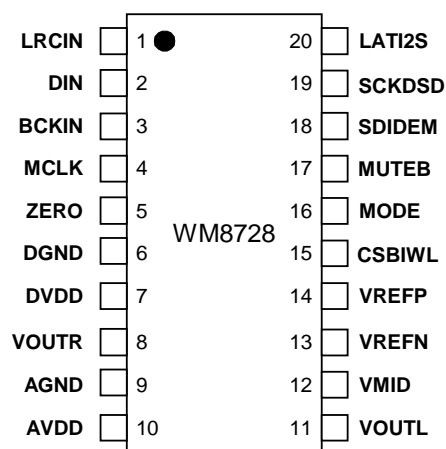 LRCIN 1 20 LATI2S
DIN 2 19 SCKDSD
BCKIN 3 18 SDIDEM
MCLK 4 17 MUTEB
ZERO 5 16 MODE
WM8728
DGND 6 15 CSBIWL
DVDD 7 14 VREFP
VOUTR 8 13 VREFN
AGND 9 12 VMID
AVDD 10 11 VOUTL